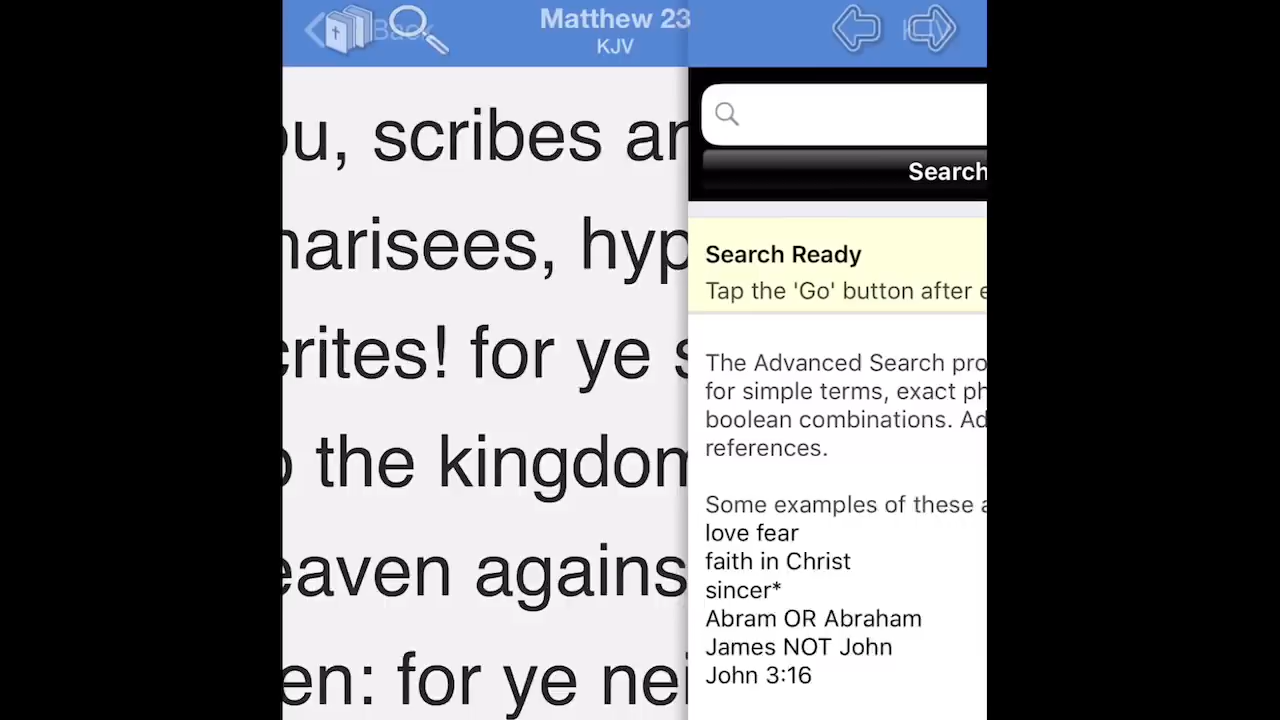 Back
Matthew 23
KJV
ou, scribes an
harisees, hyp
crites! for ye s
o the kingdom
eaven agains
en: for ye nei
Search
Search Ready
Tap the 'Go' button after e
The Advanced Search pro
for simple terms, exact ph
boolean combinations. Ad
references.
Some examples of these a
love fear
faith in Christ
sincer*
Abram OR Abraham
James NOT John
John 3:16